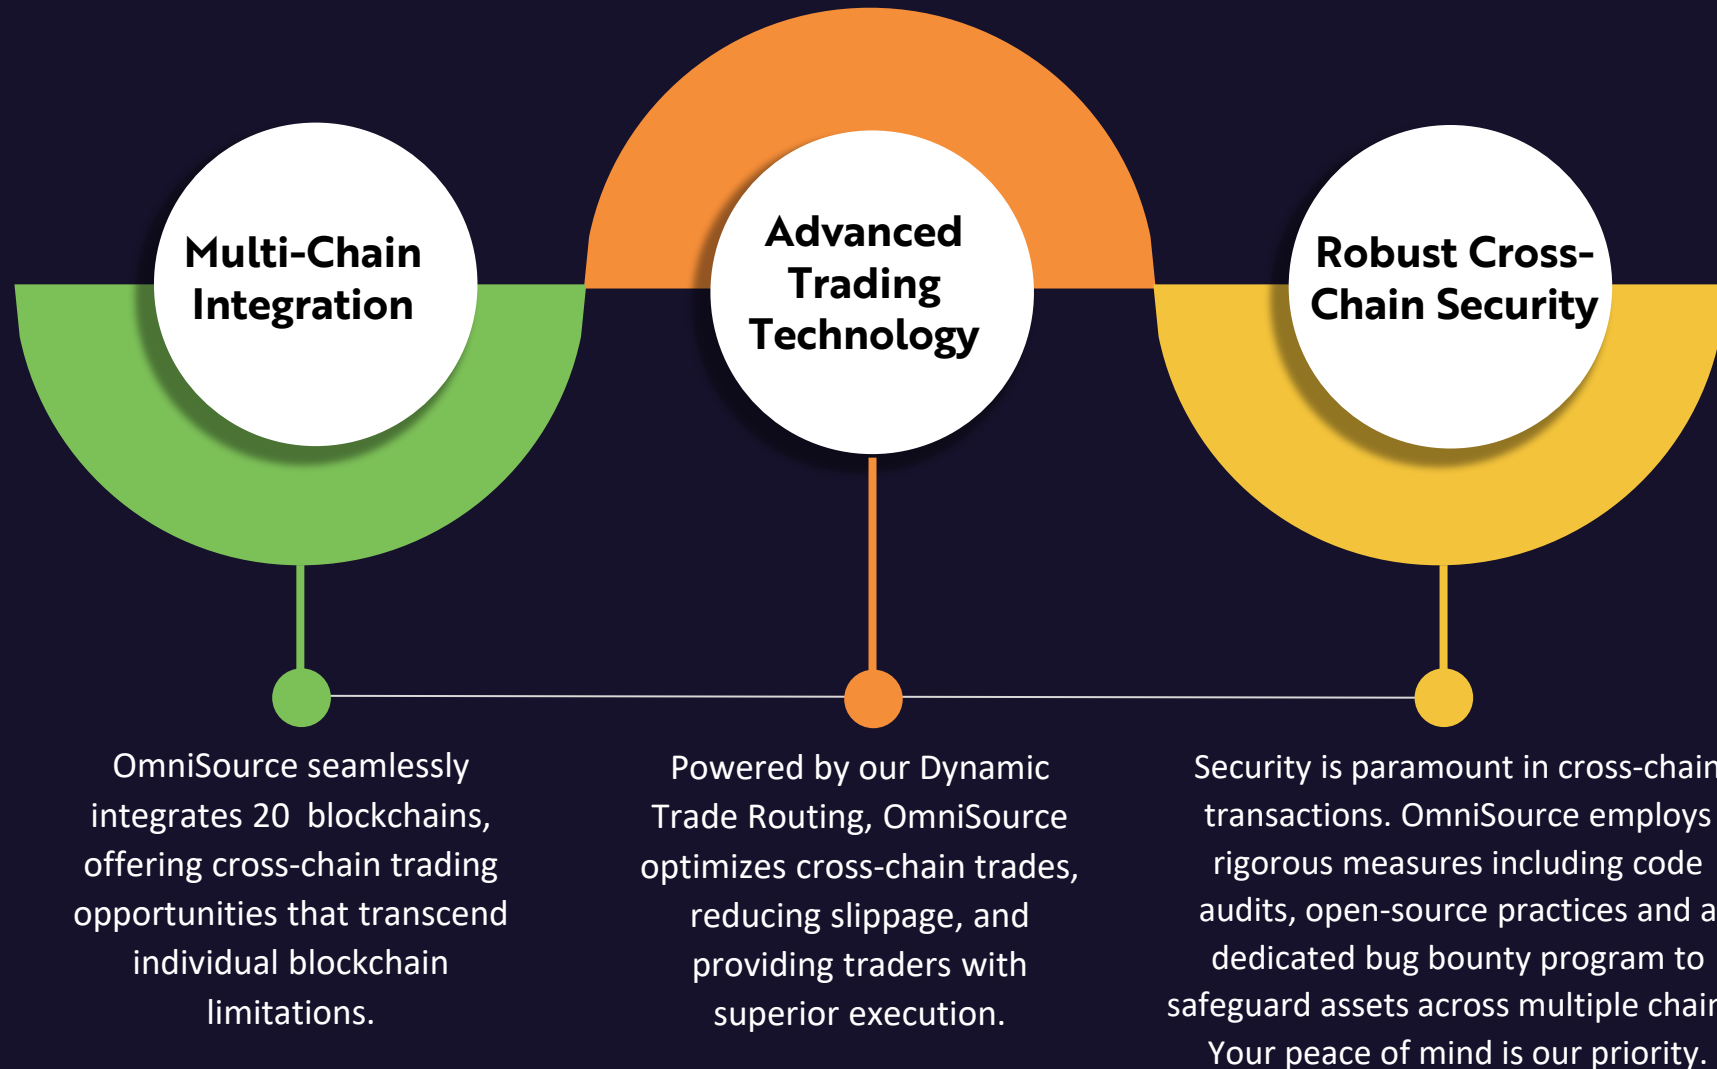 Multi-Chain
Integration
Advanced
Trading
Technology
Robust Cross-
Chain Security
OmniSource seamlessly
integrates 20  blockchains,
offering cross-chain trading
opportunities that transcend
individual blockchain
limitations.
Powered by our Dynamic
Trade Routing, OmniSource
optimizes cross-chain trades,
reducing slippage, and
providing traders with
superior execution.
Security is paramount in cross-chain
transactions. OmniSource employs
rigorous measures including code
audits, open-source practices and a
dedicated bug bounty program to
safeguard assets across multiple chain
Your peace of mind is our priority.